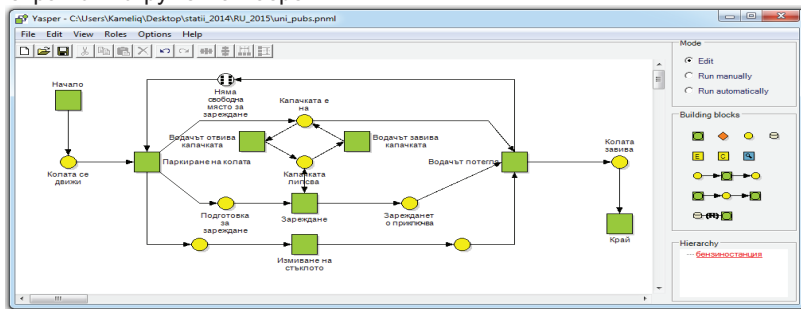 Yasper - C:\Users\Kameliq\Desktop\statii_2014\RU_2015\uni_pubs.pnml
File Edit View Roles Options Help
Mode
Edit
Run manually
Run automatically
Building blocks
E C
Hierarchy
бензиностанция
Начало
Няма
свободна
място за
зареждане
Капачката е
на
Водачът отвива
капачката
Водачът завива
капачката
Колата
завива
Колата се
движи
Паркиране на колата
Капачката
липсва
Водачът потегля
Подготовка
за
зареждане
Зареждане
Зареждането
о приключва
Край
Измиване на
стъклото